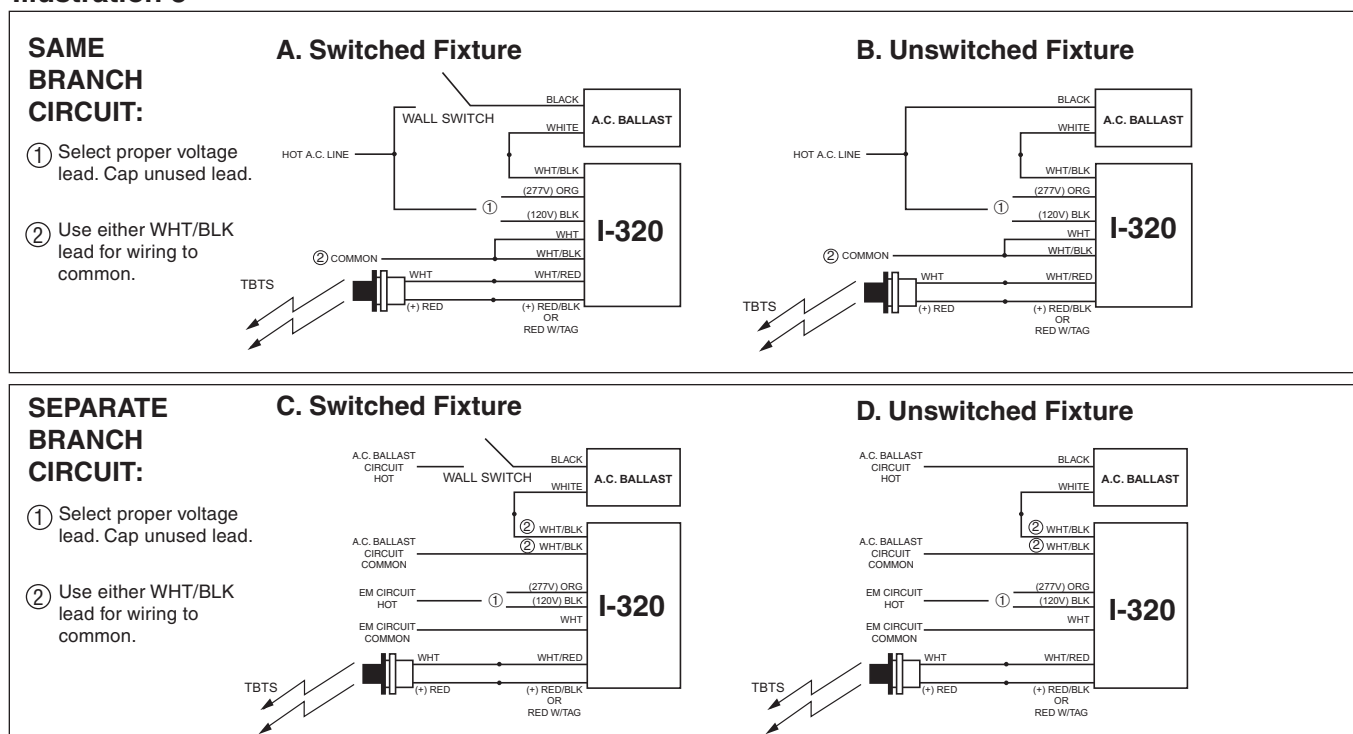 SAME
BRANCH
CIRCUIT:
① Select proper voltage
lead. Cap unused lead.
② Use either WHT/BLK
lead for wiring to
common.
A. Switched Fixture
BLACK
WALL SWITCH
A.C. BALLAST
WHITE
HOT A.C. LINE
WHT/BLK
(277V) ORG
①
(120V) BLK
I-320
WHT
② COMMON
WHT/BLK
TBTS
WHT
WHT/RED
(+) RED
(+) RED/BLK
OR
RED W/TAG
B. Unswitched Fixture
BLACK
A.C. BALLAST
WHITE
HOT A.C. LINE
WHT/BLK
(277V) ORG
①
(120V) BLK
I-320
WHT
② COMMON
WHT/BLK
TBTS
WHT
WHT/RED
(+) RED
(+) RED/BLK
OR
RED W/TAG
SEPARATE
BRANCH
CIRCUIT:
① Select proper voltage
lead. Cap unused lead.
② Use either WHT/BLK
lead for wiring to
common.
C. Switched Fixture
A.C. BALLAST
CIRCUIT
HOT
WALL SWITCH
BLACK
A.C. BALLAST
WHITE
② WHT/BLK
② WHT/BLK
A.C. BALLAST
CIRCUIT
COMMON
(277V) ORG
EM CIRCUIT
HOT
①
(120V) BLK
I-320
WHT
EM CIRCUIT
COMMON
TBTS
WHT
WHT/RED
(+) RED
(+) RED/BLK
OR
RED W/TAG
D. Unswitched Fixture
A.C. BALLAST
CIRCUIT
HOT
BLACK
A.C. BALLAST
WHITE
② WHT/BLK
② WHT/BLK
A.C. BALLAST
CIRCUIT
COMMON
(277V) ORG
EM CIRCUIT
HOT
①
(120V) BLK
I-320
WHT
EM CIRCUIT
COMMON
TBTS
WHT
WHT/RED
(+) RED
(+) RED/BLK
OR
RED W/TAG